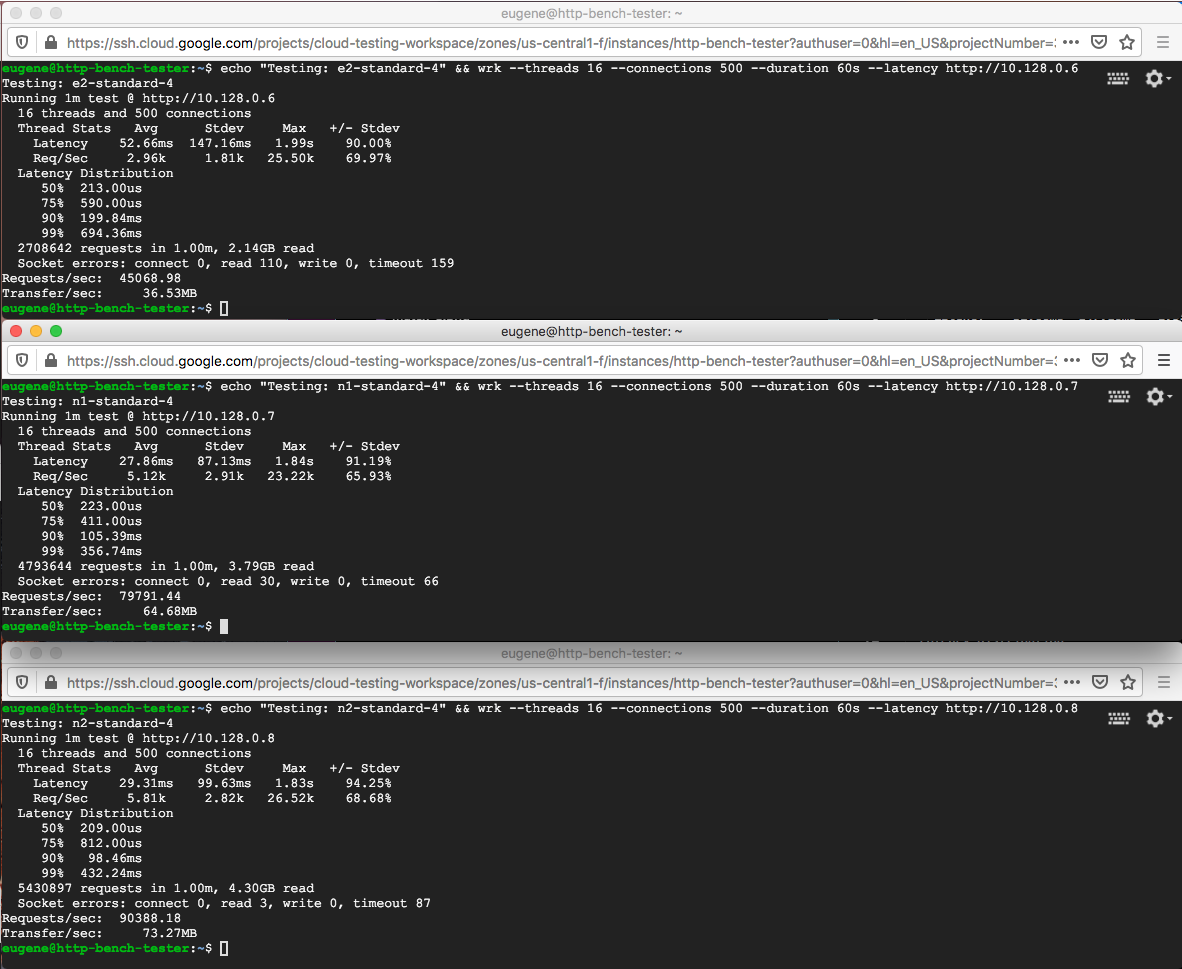 eugene@http-bench-tester: ~
https://ssh.cloud.google.com/projects/cloud-testing-workspace/zones/us-central1-f/instances/http-bench-tester?authuser=0&hl=en_US&projectNumber=
eugene@http-bench-tester:~$ echo "Testing: e2-standard-4" && wrk --threads 16 --connections 500 --duration 60s --latency http://10.128.0.6
Testing: e2-standard-4
Running 1m test @ http://10.128.0.6
  16 threads and 500 connections
  Thread Stats   Avg      Stdev     Max   +/- Stdev
    Latency    52.66ms  147.16ms   1.99s    90.00%
    Req/Sec     2.96k     1.81k   25.50k    69.97%
  Latency Distribution
     50%  213.00us
     75%  590.00us
     90%  199.84ms
     99%  694.36ms
  2708642 requests in 1.00m, 2.14GB read
  Socket errors: connect 0, read 110, write 0, timeout 159
Requests/sec:  45068.98
Transfer/sec:     36.53MB
eugene@http-bench-tester:~$
eugene@http-bench-tester: ~
https://ssh.cloud.google.com/projects/cloud-testing-workspace/zones/us-central1-f/instances/http-bench-tester?authuser=0&hl=en_US&projectNumber=
eugene@http-bench-tester:~$ echo "Testing: n1-standard-4" && wrk --threads 16 --connections 500 --duration 60s --latency http://10.128.0.7
Testing: n1-standard-4
Running 1m test @ http://10.128.0.7
  16 threads and 500 connections
  Thread Stats   Avg      Stdev     Max   +/- Stdev
    Latency    27.86ms   87.13ms   1.84s    91.19%
    Req/Sec     5.12k     2.91k   23.22k    65.93%
  Latency Distribution
     50%  223.00us
     75%  411.00us
     90%  105.39ms
     99%  356.74ms
  4793644 requests in 1.00m, 3.79GB read
  Socket errors: connect 0, read 30, write 0, timeout 66
Requests/sec:  79791.44
Transfer/sec:     64.68MB
eugene@http-bench-tester:~$
eugene@http-bench-tester: ~
https://ssh.cloud.google.com/projects/cloud-testing-workspace/zones/us-central1-f/instances/http-bench-tester?authuser=0&hl=en_US&projectNumber=
eugene@http-bench-tester:~$ echo "Testing: n2-standard-4" && wrk --threads 16 --connections 500 --duration 60s --latency http://10.128.0.8
Testing: n2-standard-4
Running 1m test @ http://10.128.0.8
  16 threads and 500 connections
  Thread Stats   Avg      Stdev     Max   +/- Stdev
    Latency    29.31ms   99.63ms   1.83s    94.25%
    Req/Sec     5.81k     2.82k   26.52k    68.68%
  Latency Distribution
     50%  209.00us
     75%  812.00us
     90%   98.46ms
     99%  432.24ms
  5430897 requests in 1.00m, 4.30GB read
  Socket errors: connect 0, read 3, write 0, timeout 87
Requests/sec:  90388.18
Transfer/sec:     73.27MB
eugene@http-bench-tester:~$